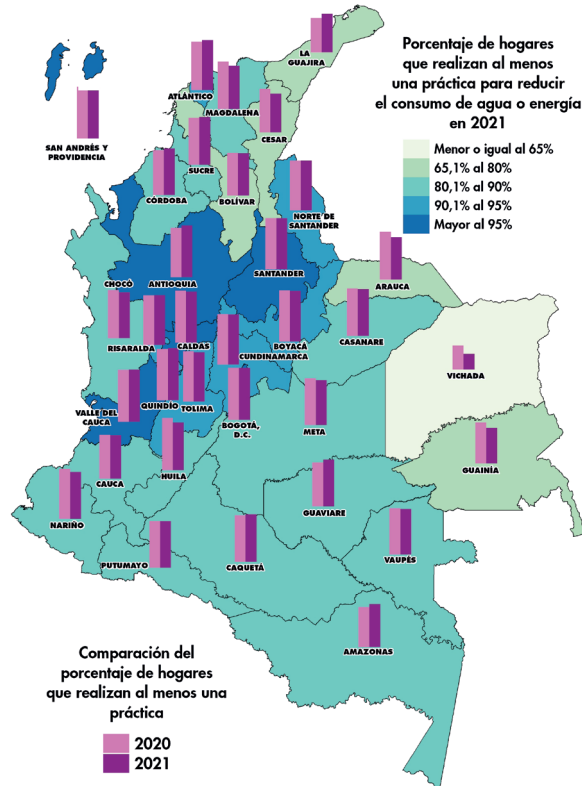 Porcentaje de hogares
que realizan al menos
una práctica para reducir
el consumo de agua o energía
en 2021
Menor o igual al 65%
65,1% al 80%
80,1% al 90%
90,1% al 95%
Mayor al 95%
LA
GUAJIRA
ATLÁNTICO
MAGDALENA
SAN ANDRÉS Y
PROVIDENCIA
CESAR
SUCRE
CÓRDOBA
BOLÍVAR
NORTE DE
SANTANDER
ANTIOQUIA
SANTANDER
ARAUCA
CHOCÓ
RISARALDA
CALDAS
BOYACÁ
CASANARE
CUNDINAMARCA
VICHADA
VALLE DEL
CAUCA
QUINDÍO
TOLIMA
BOGOTÁ,
D.C.
META
GUAINÍA
CAUCA
HUILA
GUAVIARE
NARIÑO
VAUPÉS
PUTUMAYO
CAQUETÁ
AMAZONAS
Comparación del
porcentaje de hogares
que realizan al menos una
práctica
2020
2021